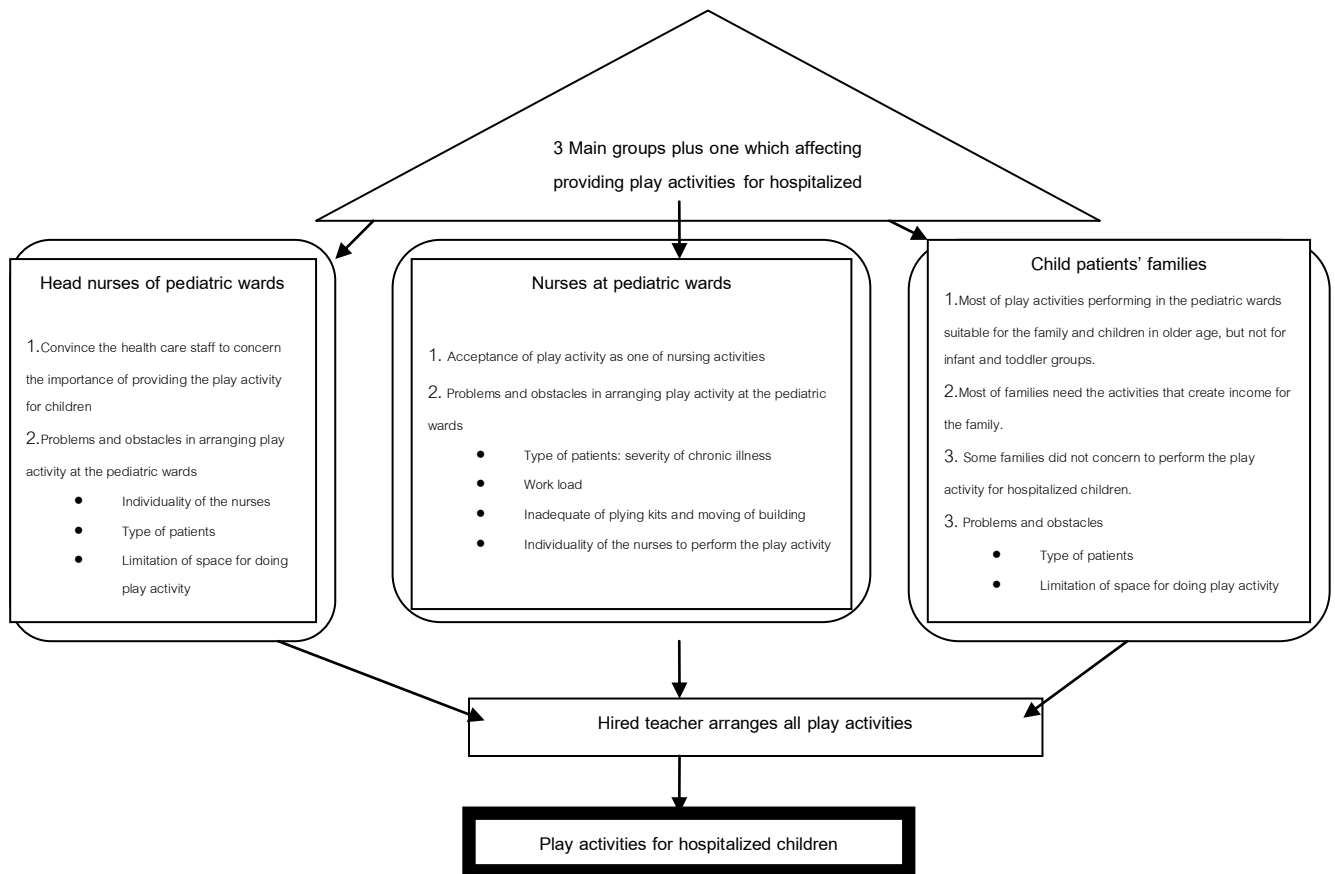 3 Main groups plus one which affecting
providing play activities for hospitalized
Head nurses of pediatric wards
1.Convince the health care staff to concern
the importance of providing the play activity
for children
2.Problems and obstacles in arranging play
activity at the pediatric wards
● Individuality of the nurses
● Type of patients
● Limitation of space for doing
play activity
Nurses at pediatric wards
1. Acceptance of play activity as one of nursing activities
2. Problems and obstacles in arranging play activity at the pediatric
wards
● Type of patients: severity of chronic illness
● Work load
● Inadequate of plying kits and moving of building
● Individuality of the nurses to perform the play activity
Child patients’ families
1.Most of play activities performing in the pediatric wards
suitable for the family and children in older age, but not for
infant and toddler groups.
2.Most of families need the activities that create income for
the family.
3. Some families did not concern to perform the play
activity for hospitalized children.
3. Problems and obstacles
● Type of patients
● Limitation of space for doing play activity
Hired teacher arranges all play activities
Play activities for hospitalized children